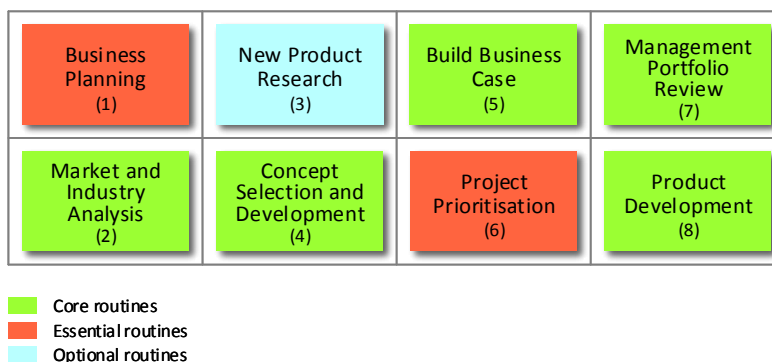 Business
Planning
(1)
New Product
Research
(3)
Build Business
Case
(5)
Management
Portfolio
Review
(7)
Market and
Industry
Analysis
(2)
Concept
Selection and
Development
(4)
Project
Prioritisation
(6)
Product
Development
(8)
Core routines
Essential routines
Optional routines